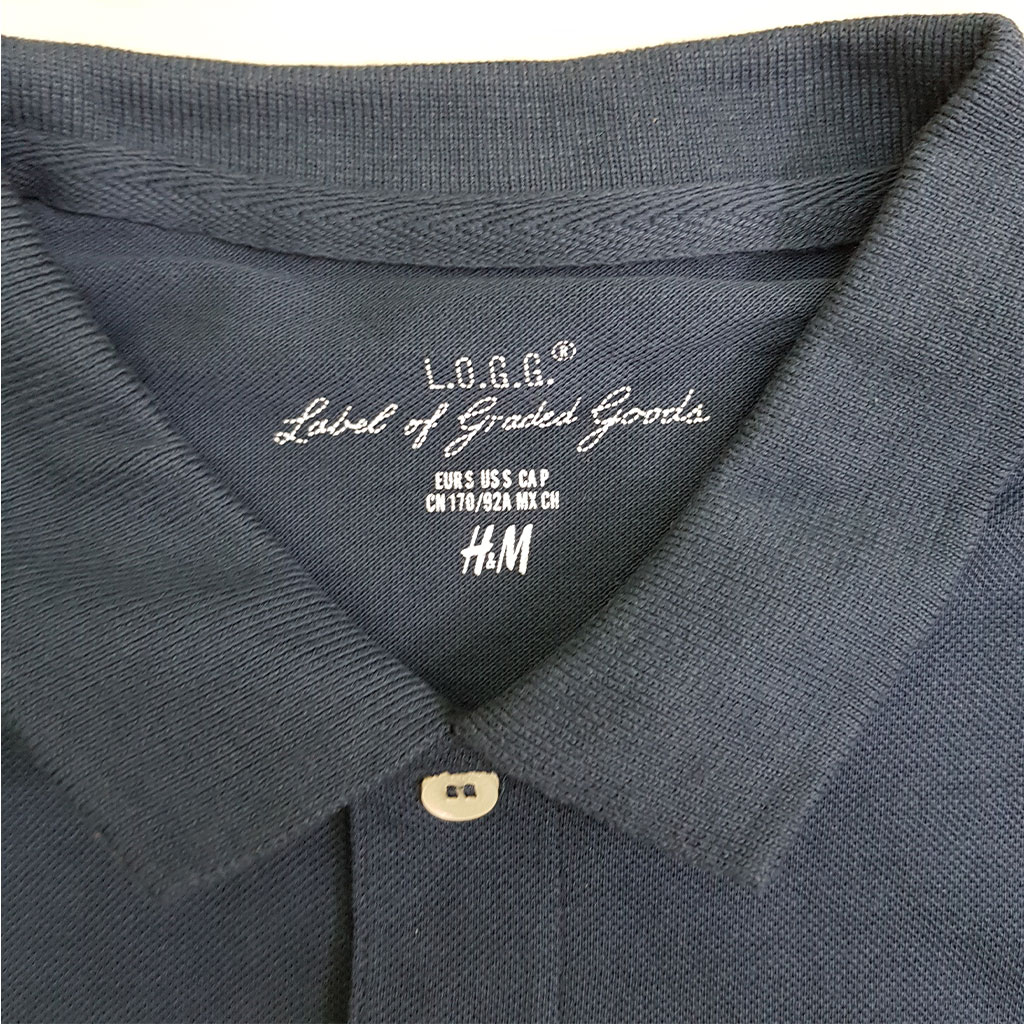 L.O.G.G.®
Label of Graded Goods
EUR S US S CA P
CN 170/92A MX CH
H&M